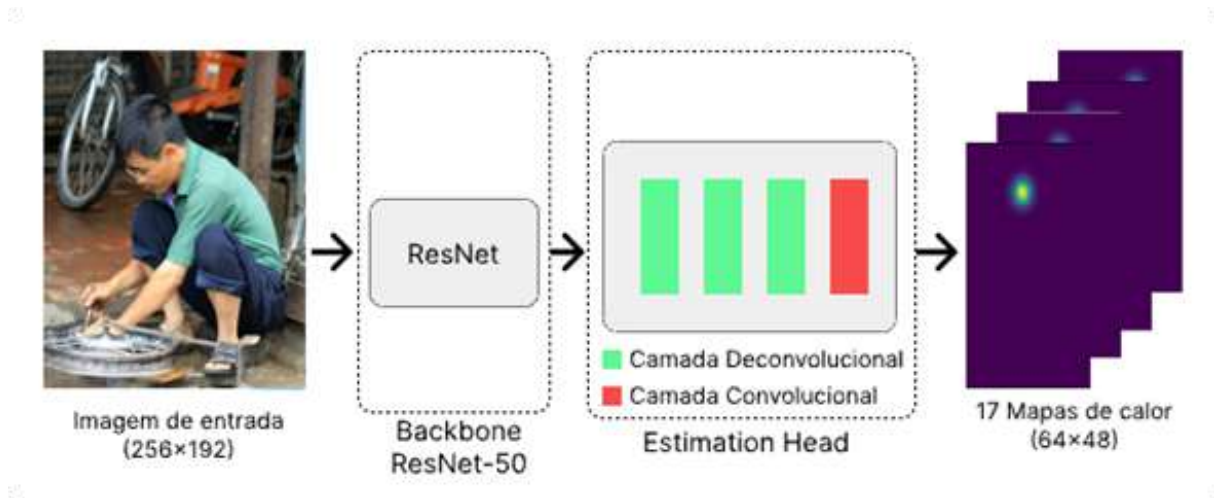 ResNet
Camada Deconvolucional
Camada Convolucional
Imagem de entrada
(256×192)
Backbone
ResNet-50
Estimation Head
17 Mapas de calor
(64×48)